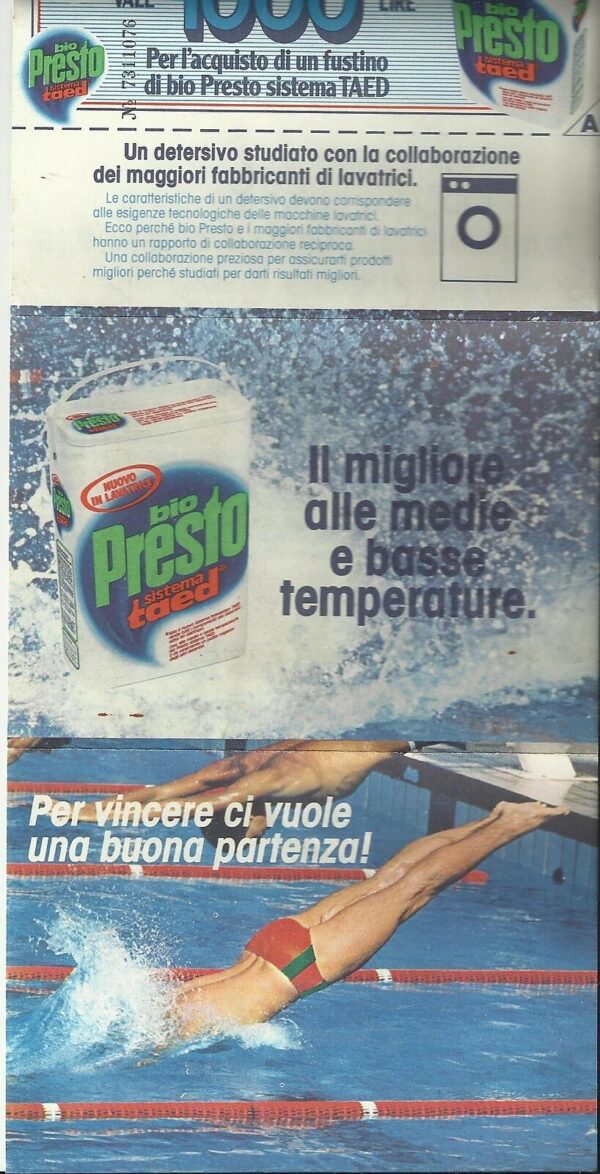 VALE 1000 LIRE
bio
Presto
sistema
taed
№ 7311076
Per l'acquisto di un fustino
di bio Presto sistema TAED
bio
Presto
sistema
taed
A
Un detersivo studiato con la collaborazione
dei maggiori fabbricanti di lavatrici.
Le caratteristiche di un detersivo devono corrispondere
alle esigenze tecnologiche delle macchine lavatrici.
Ecco perché bio Presto e i maggiori fabbricanti di lavatrici
hanno un rapporto di collaborazione reciproca.
Una collaborazione preziosa per assicurarti prodotti
migliori perché studiati per darti risultati migliori.
Presto
NUOVO
IN LAVATRICE
bio
Presto
sistema
taed
Il migliore
alle medie
e basse
temperature.
Per vincere ci vuole
una buona partenza!